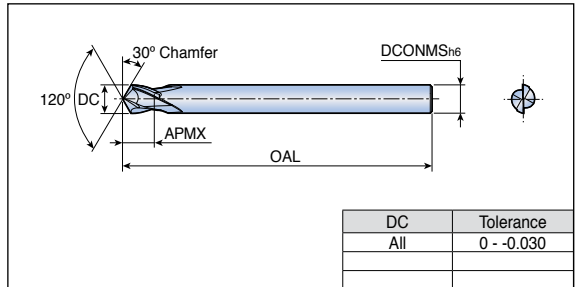 30º Chamfer
DCONMSh6
120º
DC
APMX
OAL
DC Tolerance
All 0 - -0.030